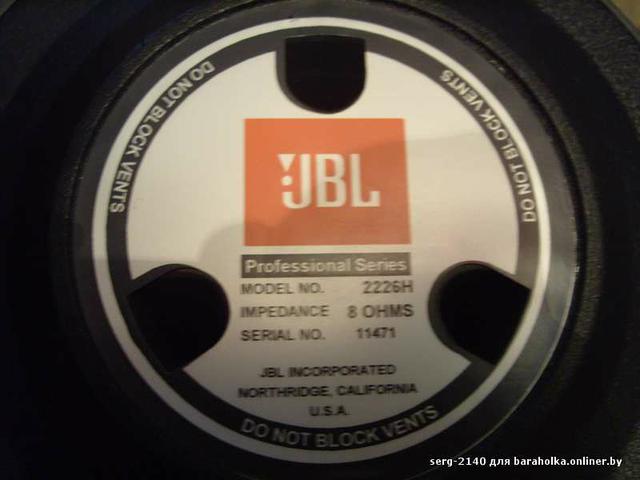 DO NOT BLOCK VENTS
DO NOT BLOCK VENTS
JBL
Professional Series
MODEL NO. 2226H
IMPEDANCE 8 OHMS
SERIAL NO. 11471
JBL INCORPORATED
NORTHRIDGE, CALIFORNIA
U.S.A.
DO NOT BLOCK VENTS
serg-2140 для baraholka.onliner.by